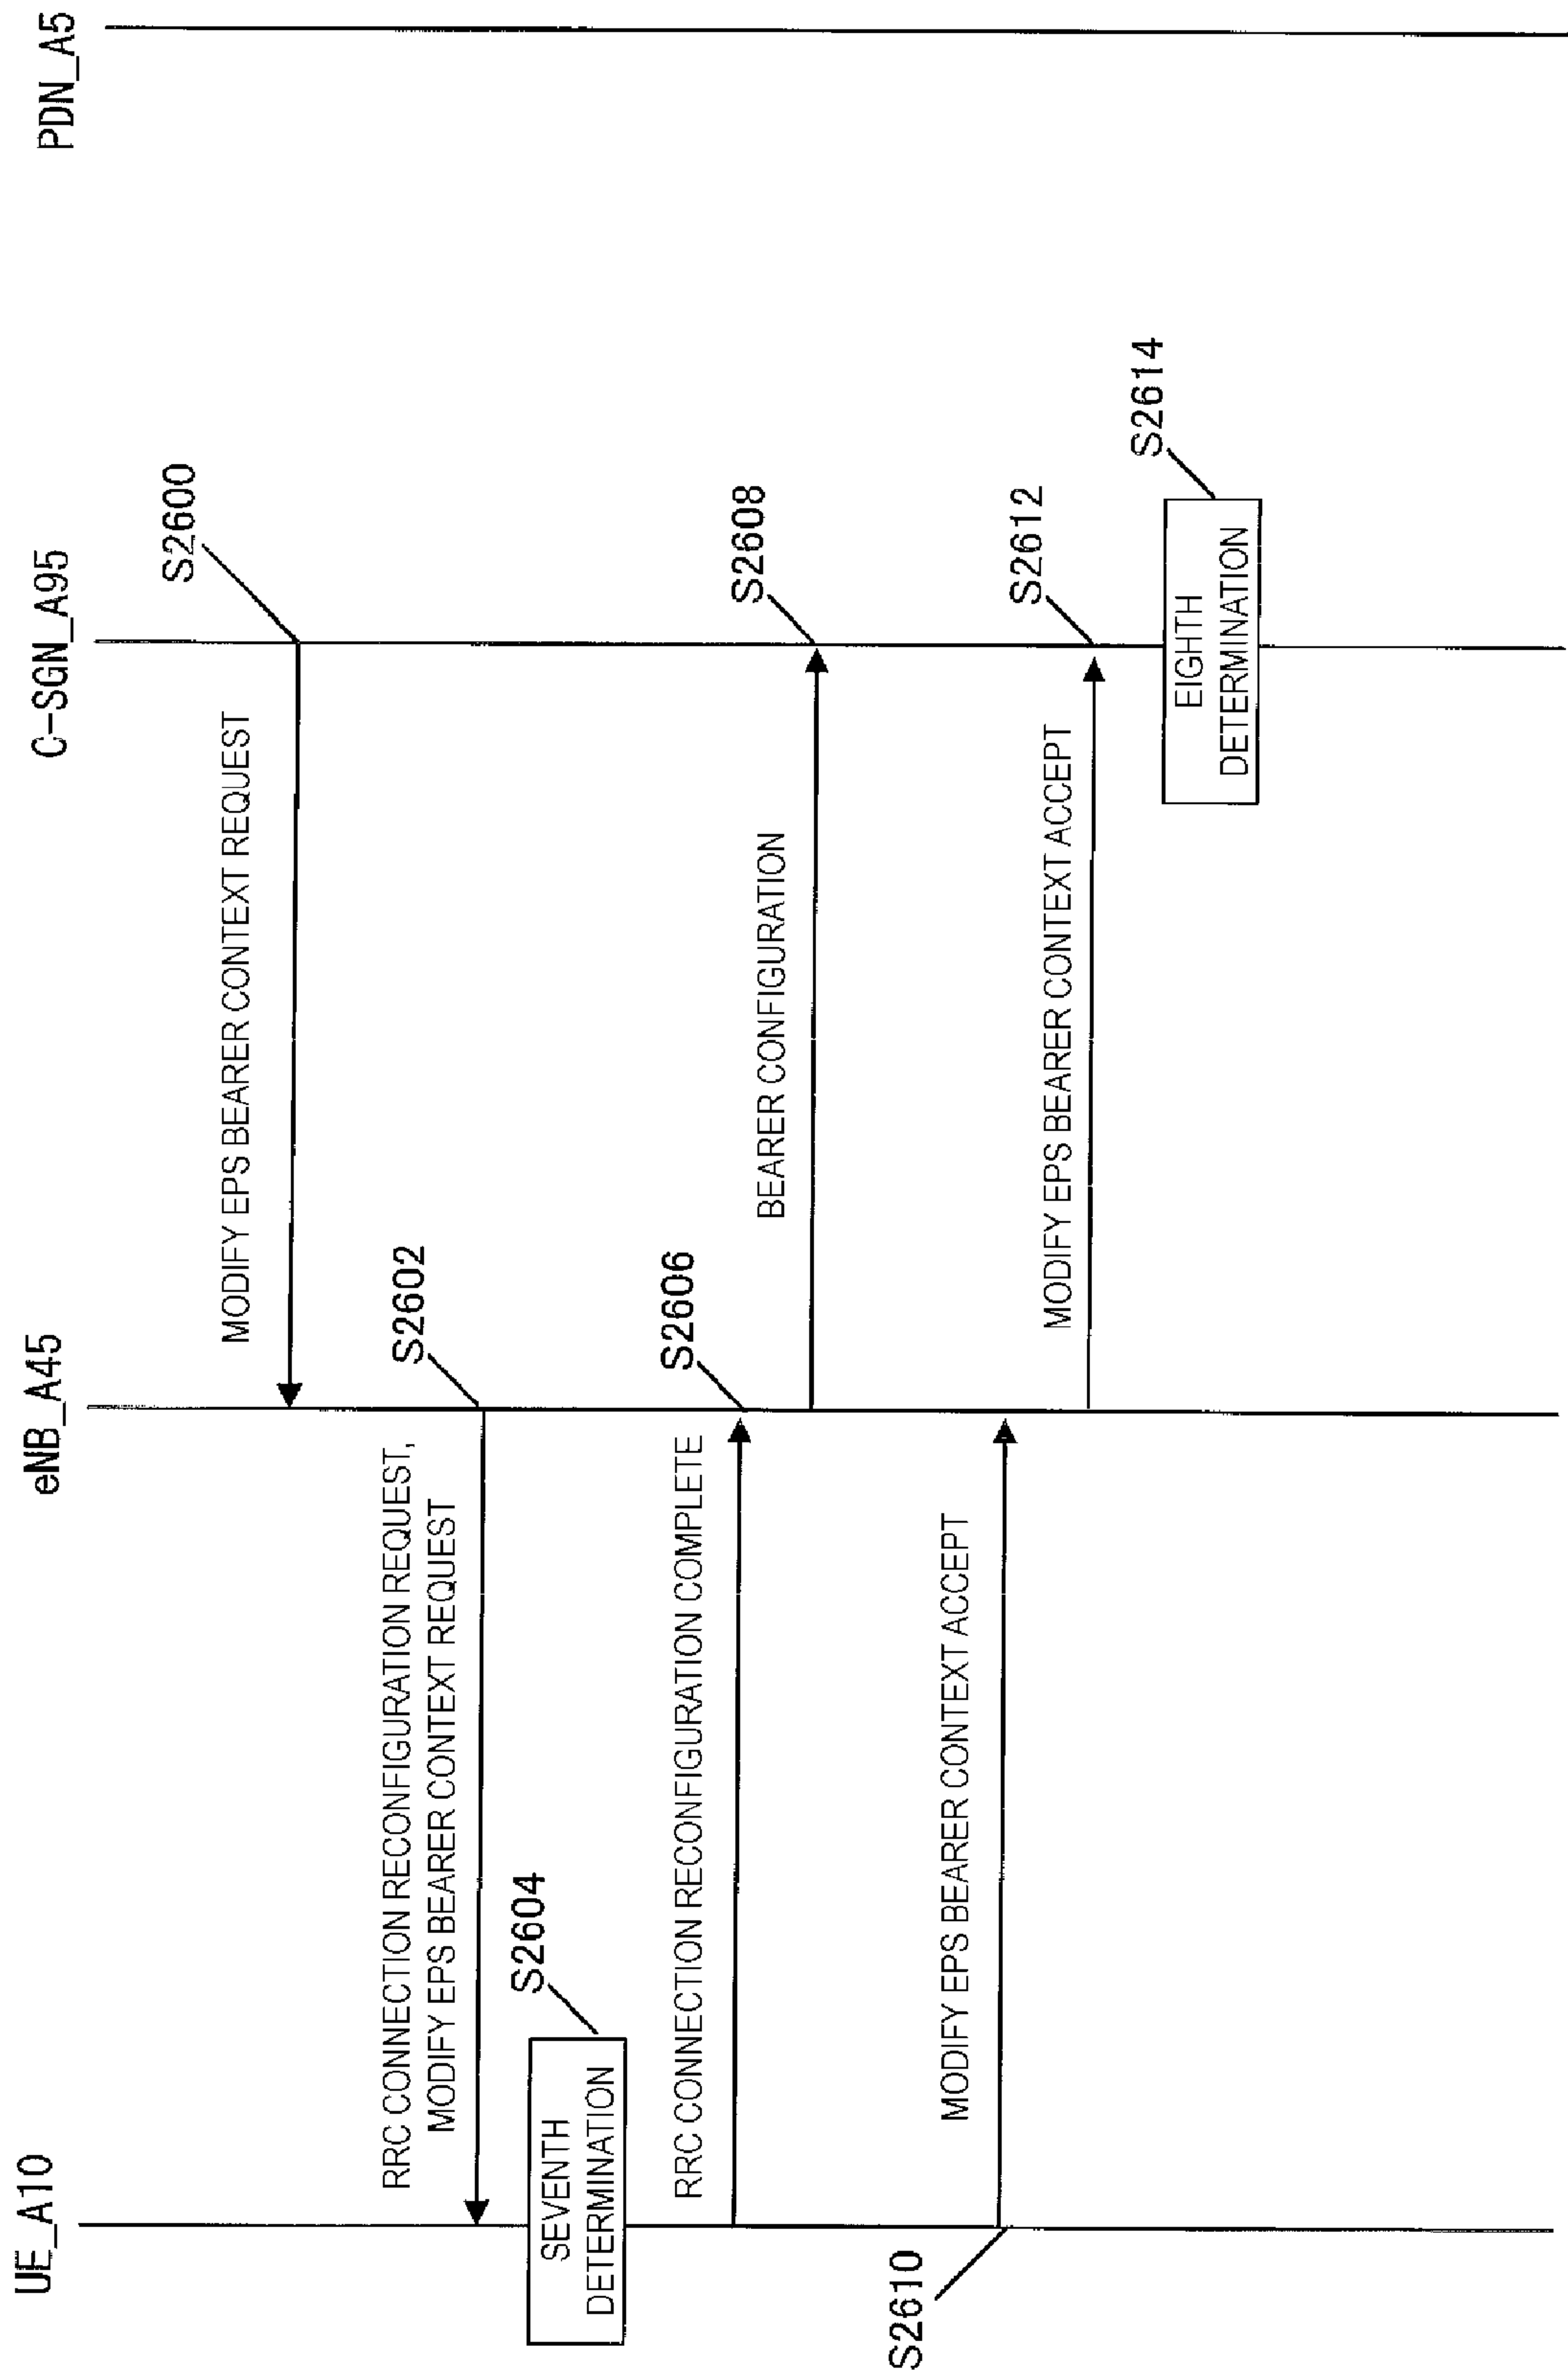 UE_A10
eNB_A45
C-SGN_A95
PDN_A5
MODIFY EPS BEARER CONTEXT REQUEST
S2600
RRC CONNECTION RECONFIGURATION REQUEST,
MODIFY EPS BEARER CONTEXT REQUEST
S2602
SEVENTH
DETERMINATION
S2604
RRC CONNECTION RECONFIGURATION COMPLETE
S2606
BEARER CONFIGURATION
S2608
MODIFY EPS BEARER CONTEXT ACCEPT
S2610
MODIFY EPS BEARER CONTEXT ACCEPT
S2612
EIGHTH
DETERMINATION
S2614